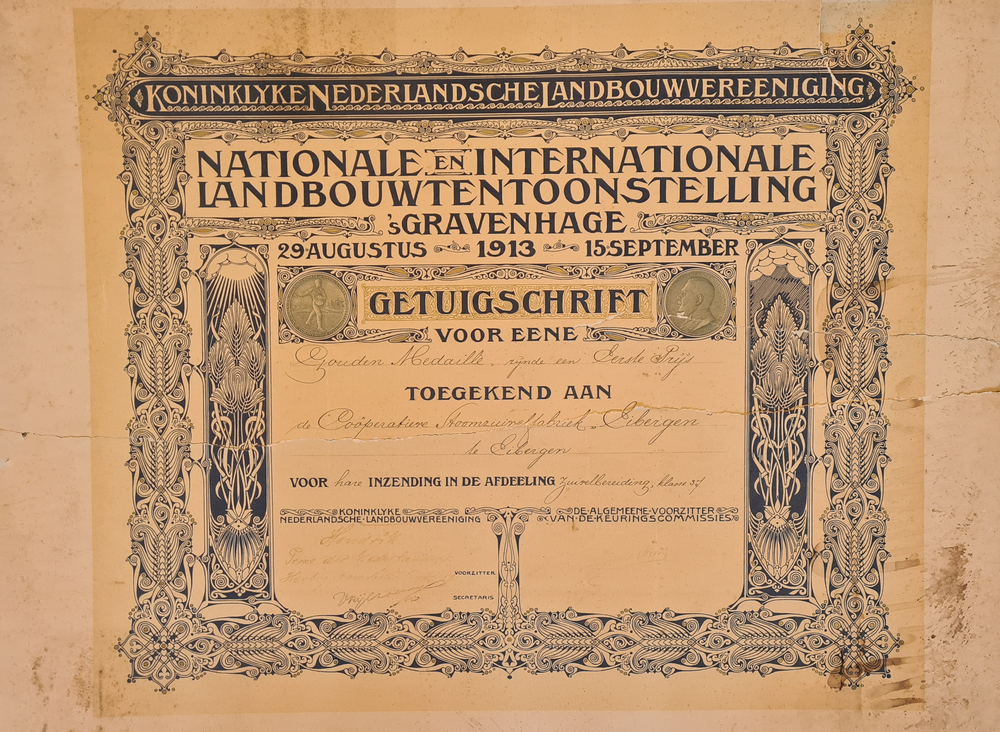 KONINKLYKE NEDERLANDSCHE LANDBOUWVEREENIGING
NATIONALE EN INTERNATIONALE
LANDBOUWTENTOONSTELLING
'sGRAVENHAGE
29 AUGUSTUS 1913 15 SEPTEMBER
GETUIGSCHRIFT
VOOR EENE
Gouden Medaille, zijnde een Eerste Prijs
TOEGEKEND AAN
de Coöperatieve Stoomzuivelfabriek „Eibergen
te Eibergen
VOOR hare INZENDING IN DE AFDEELING Zuivelbereiding, klasse
KONINKLYKE
NEDERLANDSCHE·LANDBOUWVEREENIGING
DE·ALGEMEENE·VOORZITTER
VAN·DE·KEURINGSCOMMISSIES
Hendrik
VOORZITTER
SECRETARIS